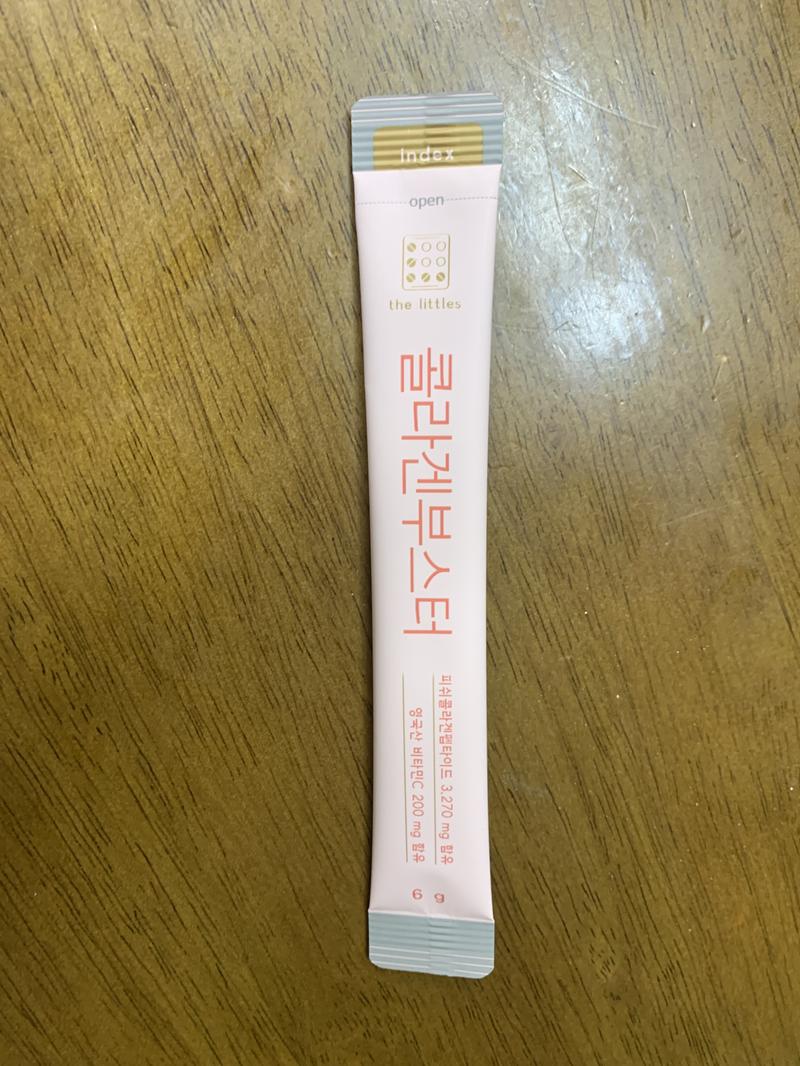 index
open
the littles
콜라겐부스터
피쉬콜라겐펩타이드 3,270 mg 함유
영국산 비타민C 200 mg 함유
6 g